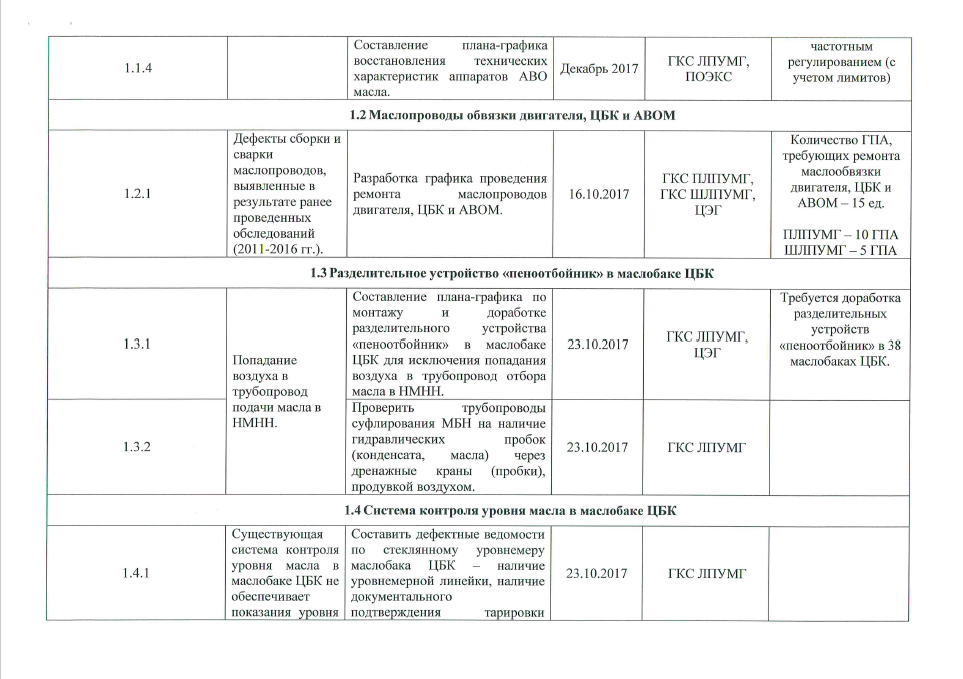 1.1.4
Составление плана-графика
восстановления технических
характеристик аппаратов АВО
масла.
Декабрь 2017
ГКС ЛПУМГ,
ПОЭКС
частотным
регулированием (с
учетом лимитов)
1.2 Маслопроводы обвязки двигателя, ЦБК и АВОМ
1.2.1
Дефекты сборки и
сварки
маслопроводов,
выявленные в
результате ранее
проведенных
обследований
(2011-2016 гг.).
Разработка графика проведения
ремонта маслопроводов
двигателя, ЦБК и АВОМ.
16.10.2017
ГКС ПЛПУМГ,
ГКС ШЛПУМГ,
ЦЭГ
Количество ГПА,
требующих ремонта
маслообвязки
двигателя, ЦБК и
АВОМ – 15 ед.
ПЛПУМГ – 10 ГПА
ШЛПУМГ – 5 ГПА
1.3 Разделительное устройство «пеноотбойник» в маслобаке ЦБК
1.3.1
Попадание
воздуха в
трубопровод
подачи масла в
НМНН.
Составление плана-графика по
монтажу и доработке
разделительного устройства
«пеноотбойник» в маслобаке
ЦБК для исключения попадания
воздуха в трубопровод отбора
масла в НМНН.
23.10.2017
ГКС ЛПУМГ,
ЦЭГ
Требуется доработка
разделительных
устройств
«пеноотбойник» в 38
маслобаках ЦБК.
1.3.2
Проверить трубопроводы
суфлирования МБН на наличие
гидравлических пробок
(конденсата, масла) через
дренажные краны (пробки),
продувкой воздухом.
23.10.2017
ГКС ЛПУМГ
1.4 Система контроля уровня масла в маслобаке ЦБК
1.4.1
Существующая
система контроля
уровня масла в
маслобаке ЦБК не
обеспечивает
показания уровня
Составить дефектные ведомости
по стеклянному уровнемеру
маслобака ЦБК – наличие
уровнемерной линейки, наличие
документального
подтверждения тарировки
23.10.2017
ГКС ЛПУМГ